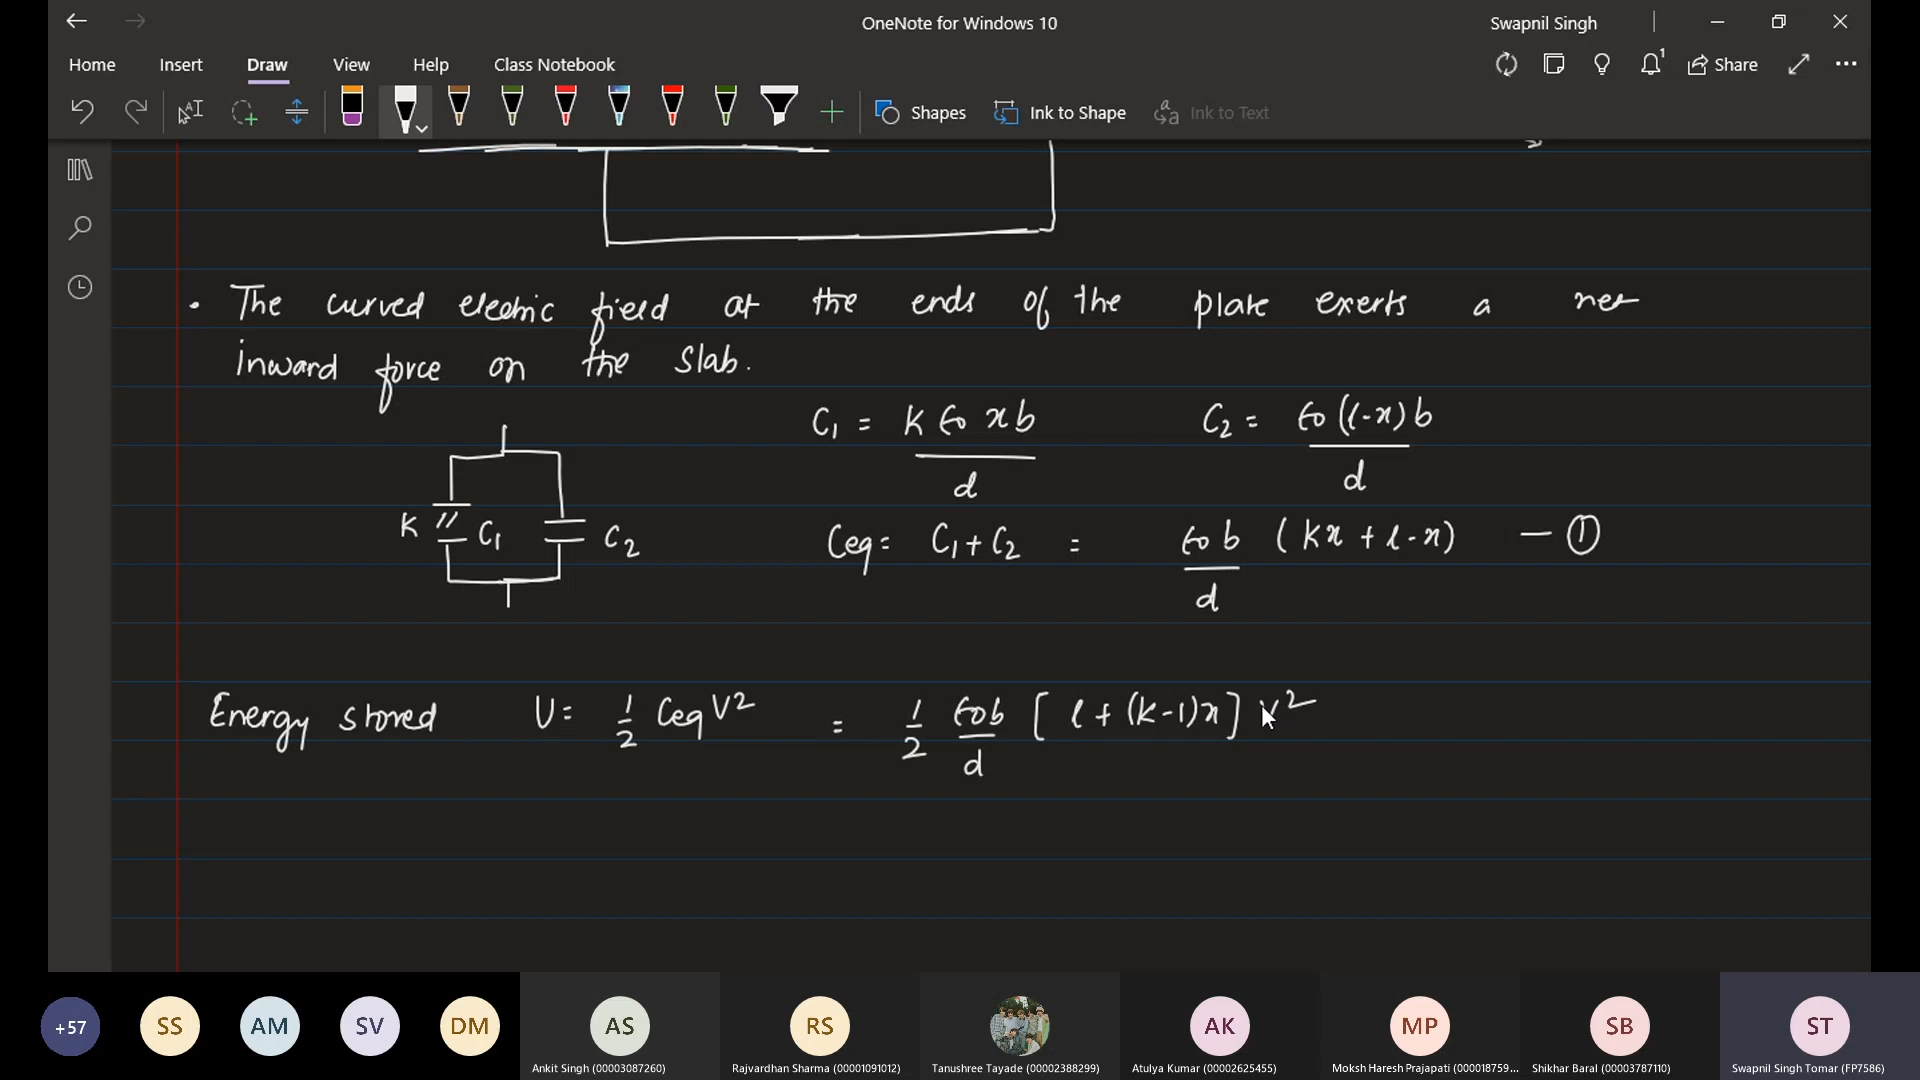 OneNote for Windows 10
Swapnil Singh
Home Insert Draw View Help Class Notebook
1
Share
Shapes Ink to Shape Ink to Text
• The curved electric field at the ends of the plate exerts a net
inward force on the slab.
C₁ = K ε₀ x b / d C₂ = ε₀ (l-x) b / d
K C₁ C₂
Ceq = C₁ + C₂ = ε₀ b / d (Kx + l - x) — ①
Energy stored U = 1/2 Ceq V² = 1/2 ε₀b/d [ l + (k-1)x ] V²
+57 SS AM SV DM AS RS AK MP SB ST
Ankit Singh (00003087260) Rajvardhan Sharma (00001091012) Tanushree Tayade (00002388299) Atulya Kumar (00002625455) Moksh Haresh Prajapati (000018759... Shikhar Baral (00003787110) Swapnil Singh Tomar (FP7586)